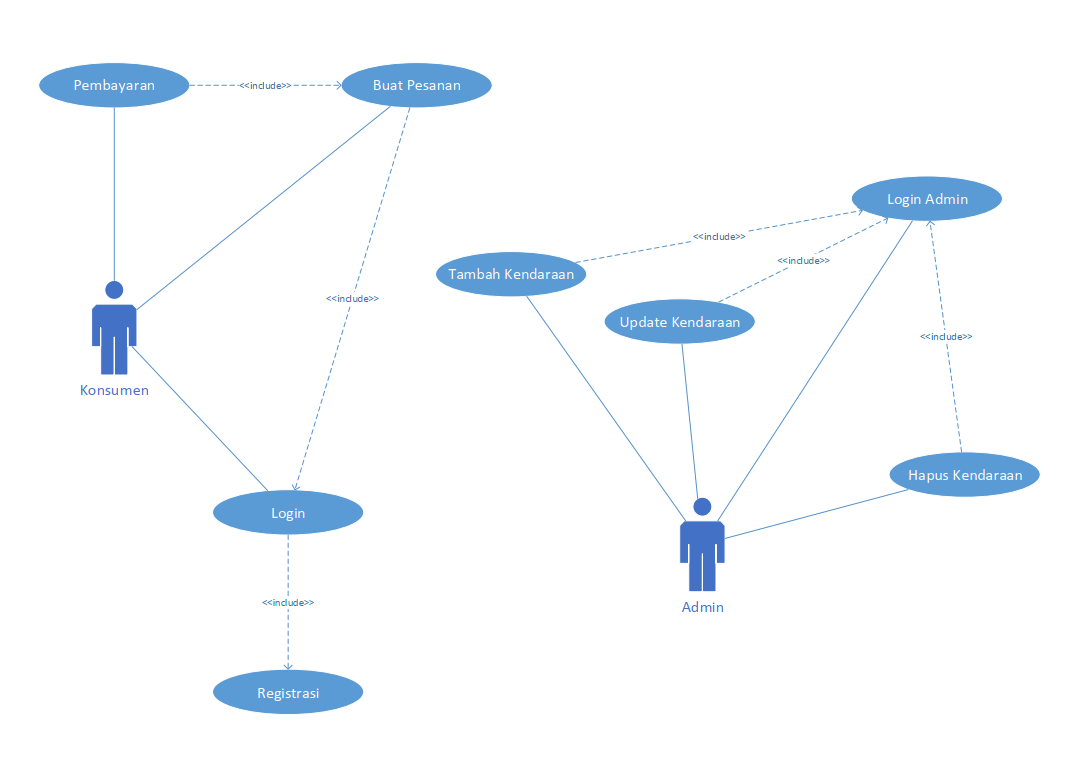 Pembayaran
<<include>>
Buat Pesanan
Login Admin
<<include>>
<<include>>
Tambah Kendaraan
<<include>>
Update Kendaraan
<<include>>
Konsumen
Hapus Kendaraan
Login
<<include>>
Admin
Registrasi